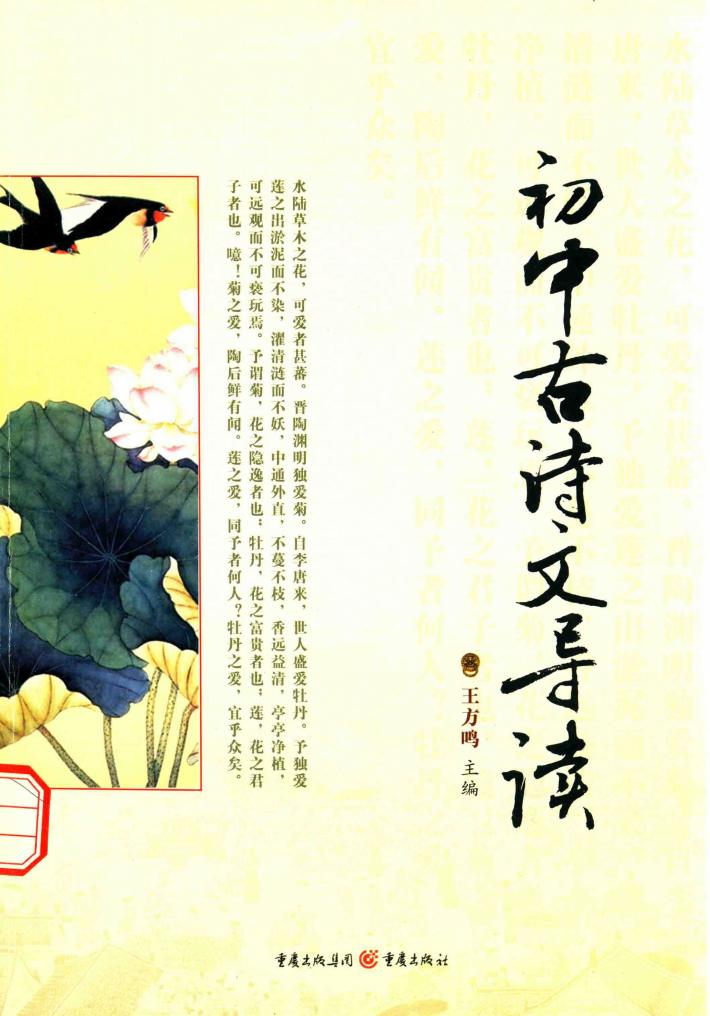 初中古诗文导读
王方鸣 主编
水陆草木之花，可爱者甚蕃。晋陶渊明独爱菊。自李唐来，世人盛爱牡丹。予独爱
莲之出淤泥而不染，濯清涟而不妖，中通外直，不蔓不枝，香远益清，亭亭净植，
可远观而不可亵玩焉。予谓菊，花之隐逸者也；牡丹，花之富贵者也；莲，花之君
子者也。噫！菊之爱，陶后鲜有闻。莲之爱，同予者何人？牡丹之爱，宜乎众矣。
重庆出版集团 重庆出版社